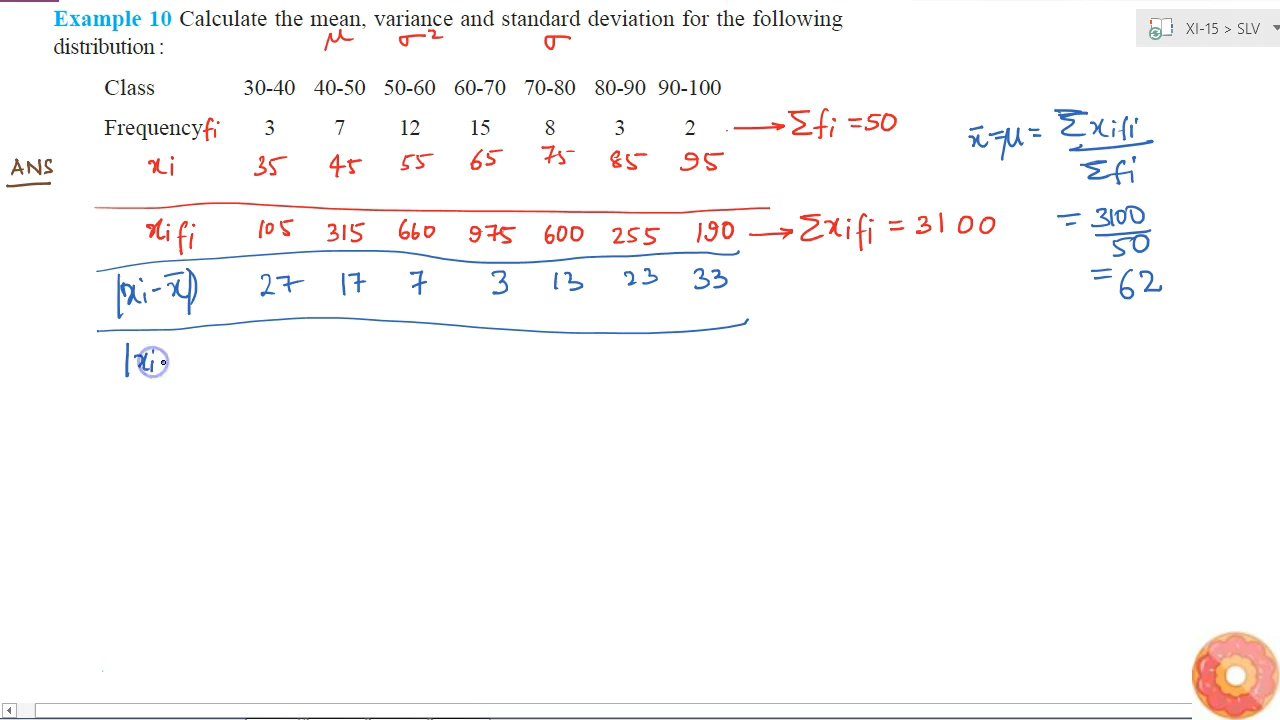 Example 10 Calculate the mean, variance and standard deviation for the following
μ σ² σ
distribution :
XI-15 > SLV
Class 30-40 40-50 50-60 60-70 70-80 80-90 90-100
Frequency fi 3 7 12 15 8 3 2 → Σfi = 50
ANS xi 35 45 55 65 75 85 95
xifi 105 315 660 975 600 255 190 → Σxifi = 3100
|xi - x̄| 27 17 7 3 13 23 33
|xi
x̄ = μ = Σxifi / Σfi
= 3100 / 50
= 62